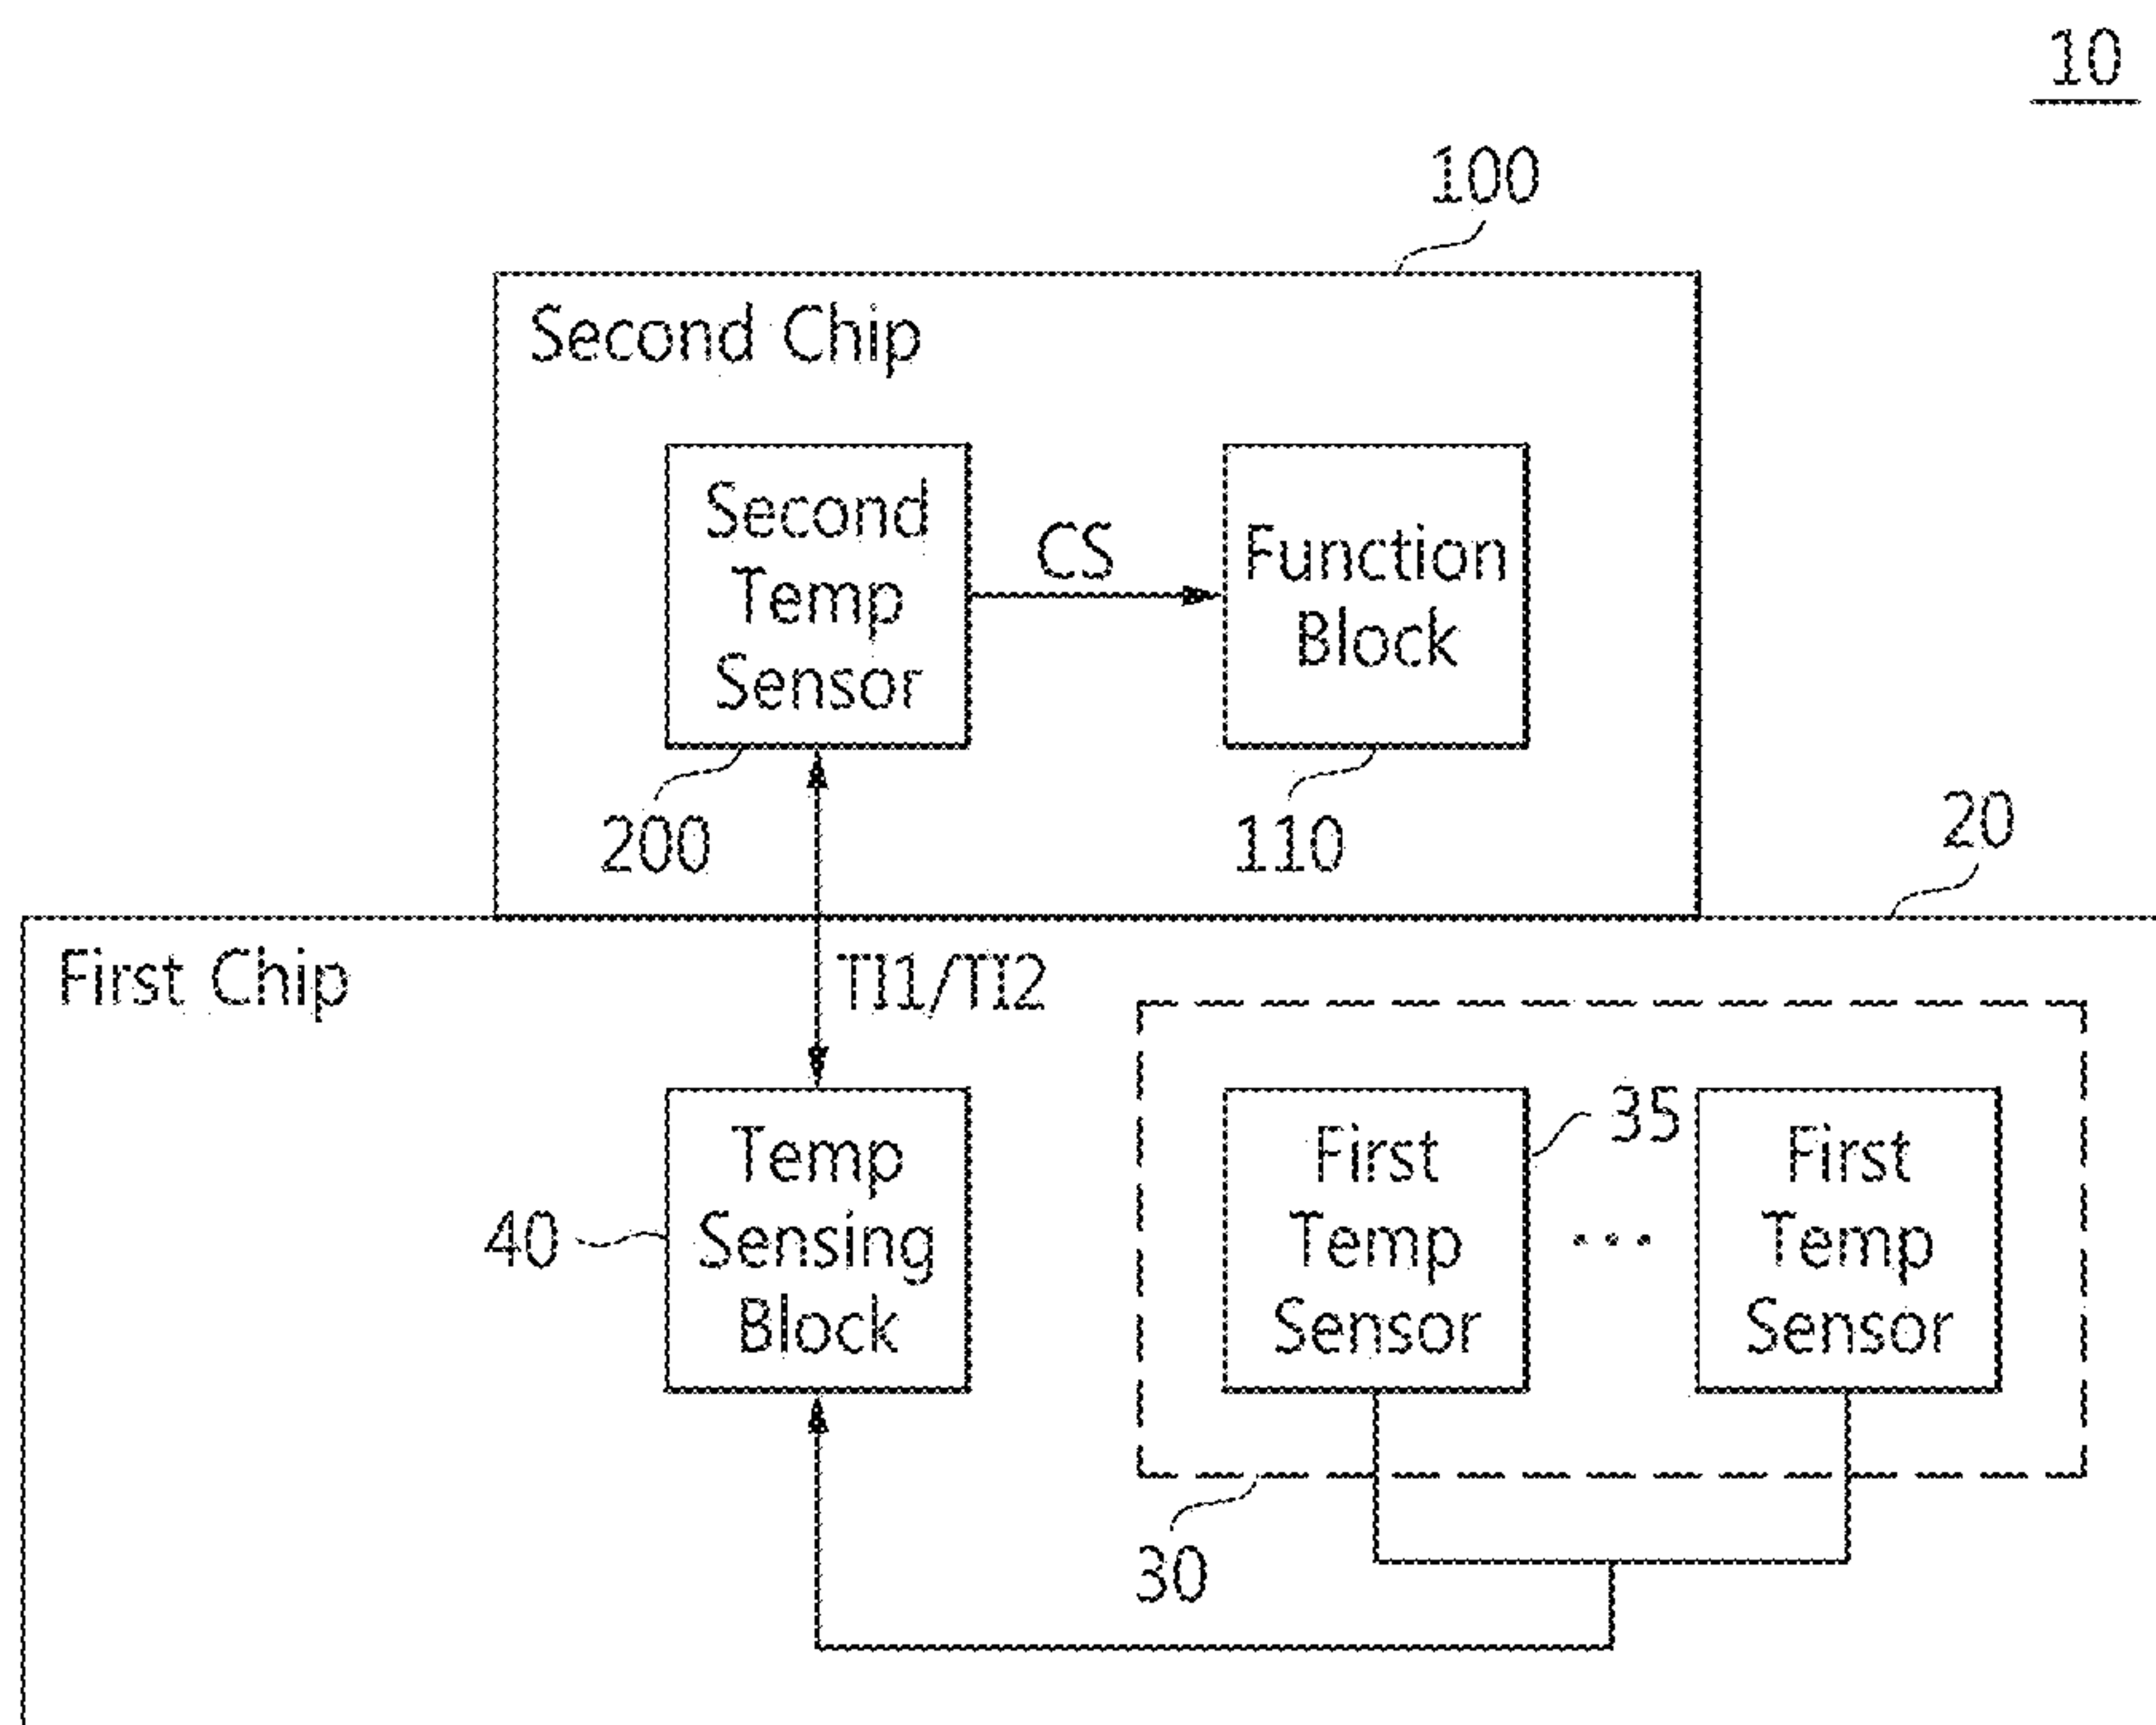 10
100
Second Chip
Second
Temp
Sensor
CS
Function
Block
200
110
20
First Chip
TI1/TI2
Temp
Sensing
Block
40
First
Temp
Sensor
35
...
First
Temp
Sensor
30